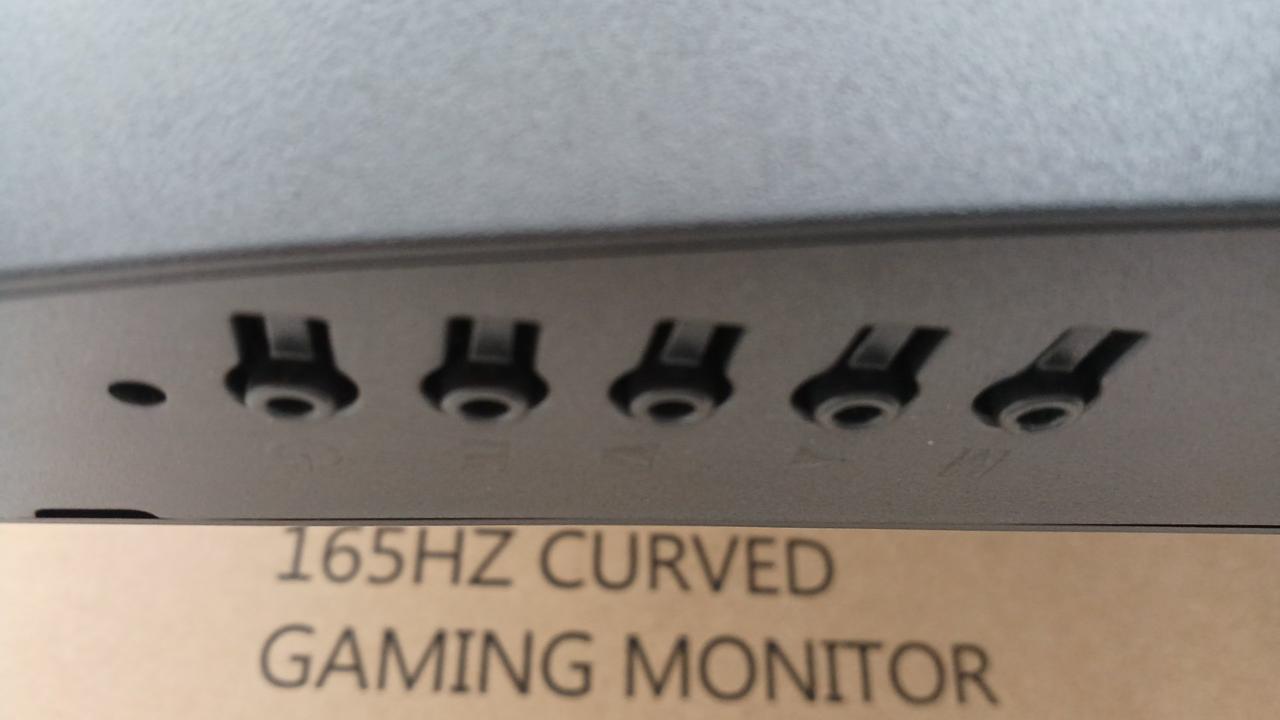 165HZ CURVED
GAMING MONITOR